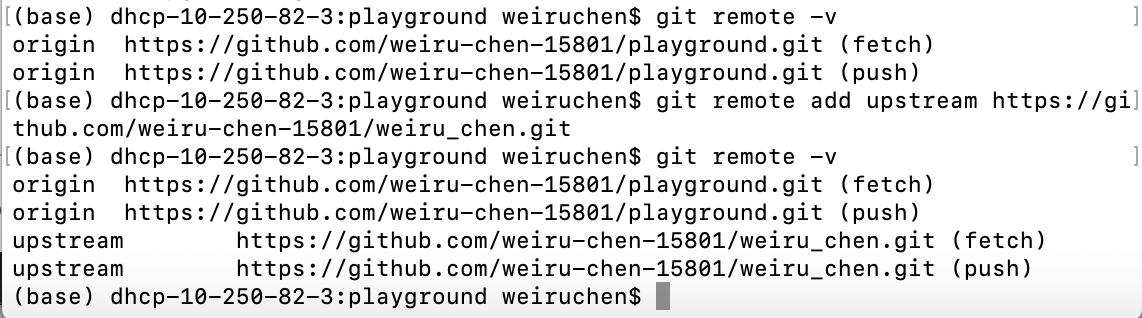 [(base) dhcp-10-250-82-3:playground weiruchen$ git remote -v ]
origin  https://github.com/weiru-chen-15801/playground.git (fetch)
origin  https://github.com/weiru-chen-15801/playground.git (push)
[(base) dhcp-10-250-82-3:playground weiruchen$ git remote add upstream https://gi]
thub.com/weiru-chen-15801/weiru_chen.git
[(base) dhcp-10-250-82-3:playground weiruchen$ git remote -v ]
origin  https://github.com/weiru-chen-15801/playground.git (fetch)
origin  https://github.com/weiru-chen-15801/playground.git (push)
upstream        https://github.com/weiru-chen-15801/weiru_chen.git (fetch)
upstream        https://github.com/weiru-chen-15801/weiru_chen.git (push)
(base) dhcp-10-250-82-3:playground weiruchen$